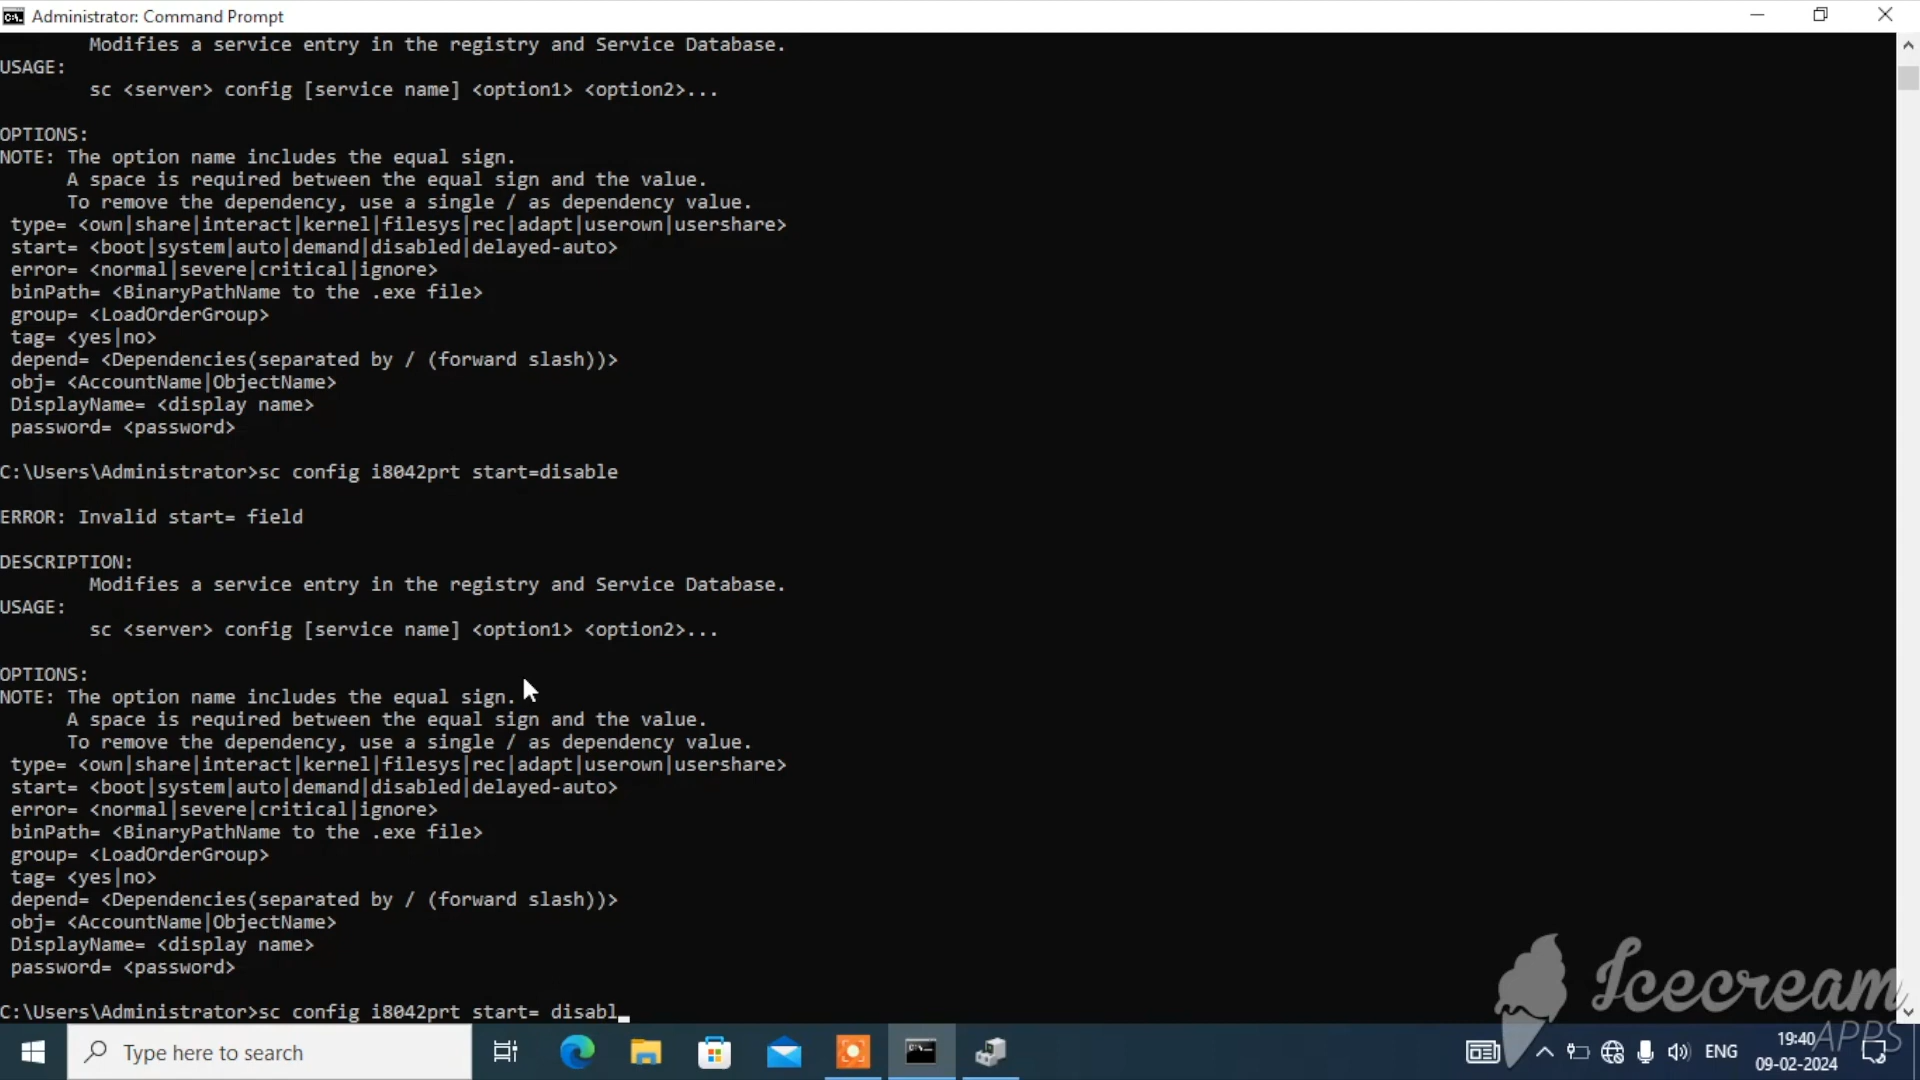 Administrator: Command Prompt
Modifies a service entry in the registry and Service Database.
USAGE:
sc <server> config [service name] <option1> <option2>...
OPTIONS:
NOTE: The option name includes the equal sign.
A space is required between the equal sign and the value.
To remove the dependency, use a single / as dependency value.
type= <own|share|interact|kernel|filesys|rec|adapt|userown|usershare>
start= <boot|system|auto|demand|disabled|delayed-auto>
error= <normal|severe|critical|ignore>
binPath= <BinaryPathName to the .exe file>
group= <LoadOrderGroup>
tag= <yes|no>
depend= <Dependencies(separated by / (forward slash))>
obj= <AccountName|ObjectName>
DisplayName= <display name>
password= <password>
C:\Users\Administrator>sc config i8042prt start=disable
ERROR: Invalid start= field
DESCRIPTION:
Modifies a service entry in the registry and Service Database.
USAGE:
sc <server> config [service name] <option1> <option2>...
OPTIONS:
NOTE: The option name includes the equal sign.
A space is required between the equal sign and the value.
To remove the dependency, use a single / as dependency value.
type= <own|share|interact|kernel|filesys|rec|adapt|userown|usershare>
start= <boot|system|auto|demand|disabled|delayed-auto>
error= <normal|severe|critical|ignore>
binPath= <BinaryPathName to the .exe file>
group= <LoadOrderGroup>
tag= <yes|no>
depend= <Dependencies(separated by / (forward slash))>
obj= <AccountName|ObjectName>
DisplayName= <display name>
password= <password>
C:\Users\Administrator>sc config i8042prt start= disabl_
Icecream
APPS
Type here to search
ENG
19:40
09-02-2024